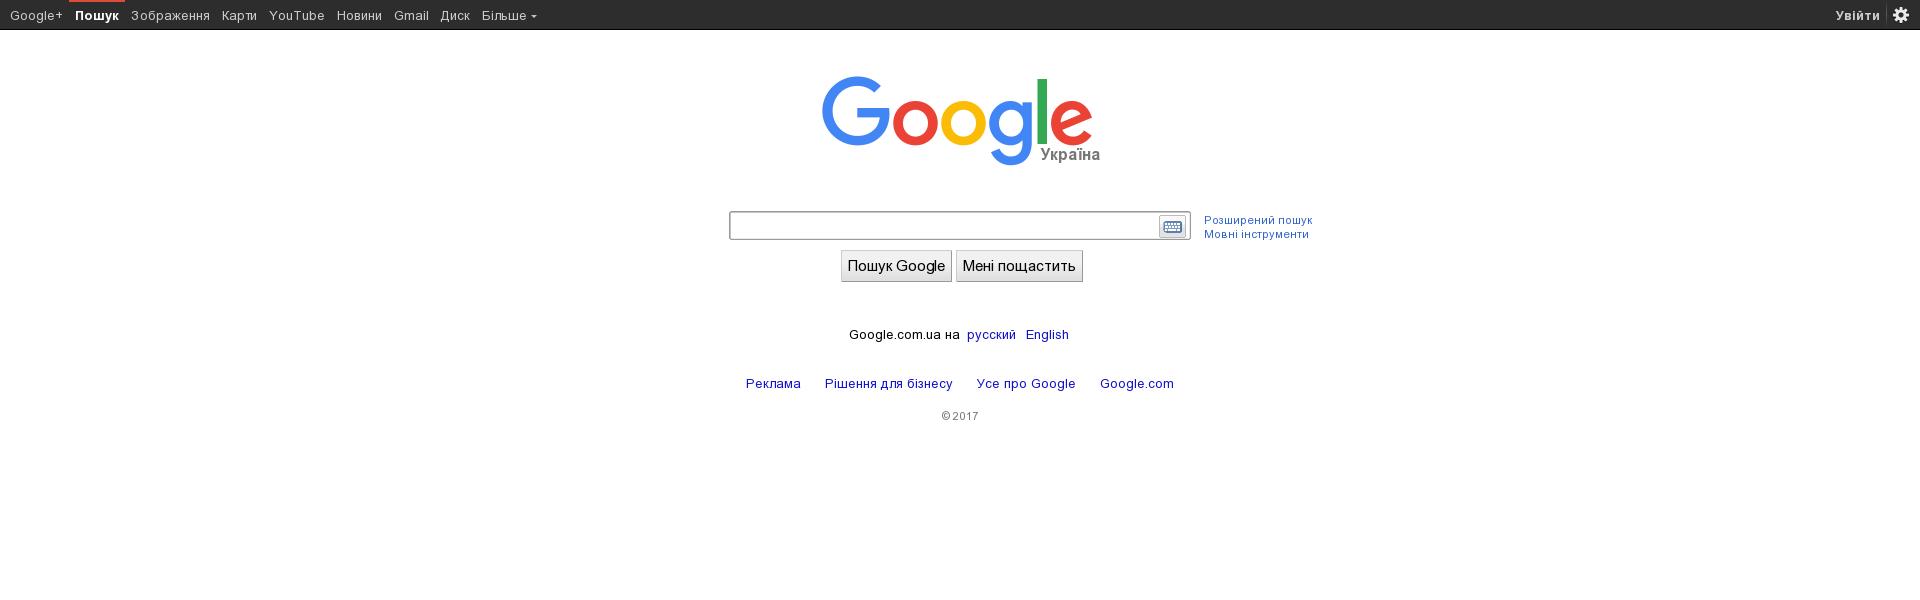 Google+ Пошук Зображення Карти YouTube Новини Gmail Диск Більше Увійти
Google
Україна
Розширений пошук
Мовні інструменти
Пошук Google Мені пощастить
Google.com.ua на русский English
Реклама Рішення для бізнесу Усе про Google Google.com
© 2017